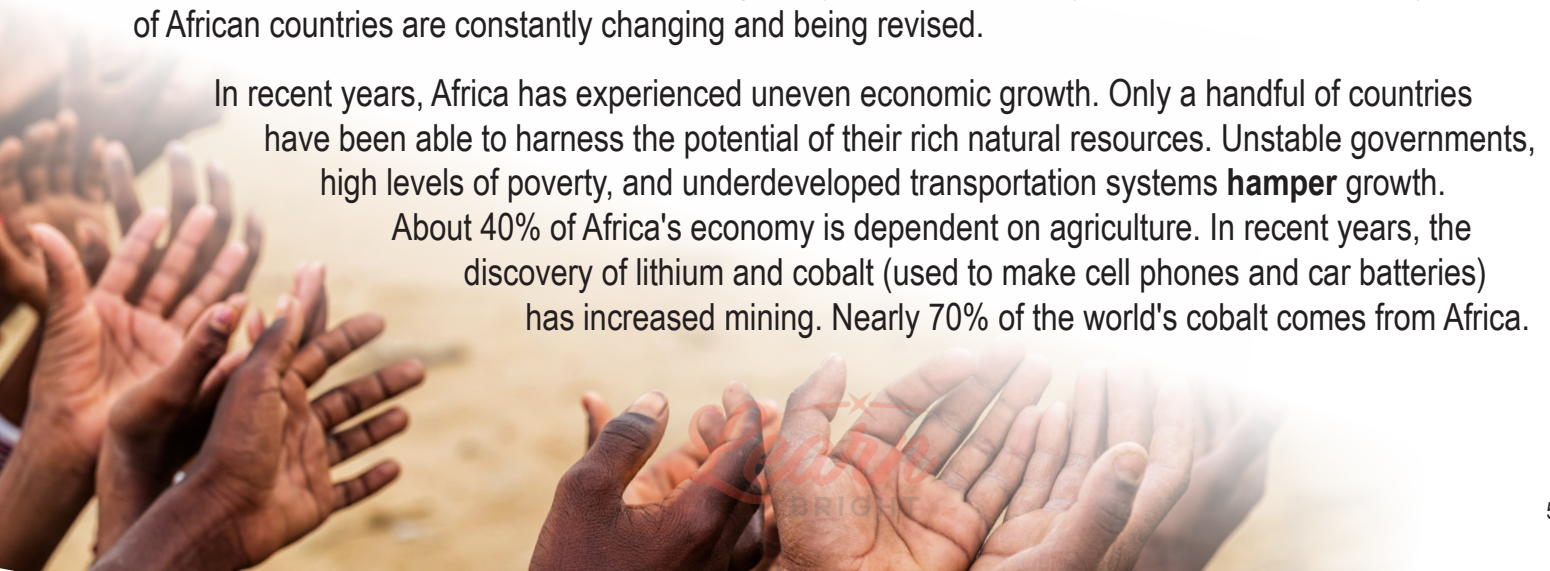 of African countries are constantly changing and being revised.
In recent years, Africa has experienced uneven economic growth. Only a handful of countries
have been able to harness the potential of their rich natural resources. Unstable governments,
high levels of poverty, and underdeveloped transportation systems hamper growth.
About 40% of Africa's economy is dependent on agriculture. In recent years, the
discovery of lithium and cobalt (used to make cell phones and car batteries)
has increased mining. Nearly 70% of the world's cobalt comes from Africa.
Learn
BRIGHT